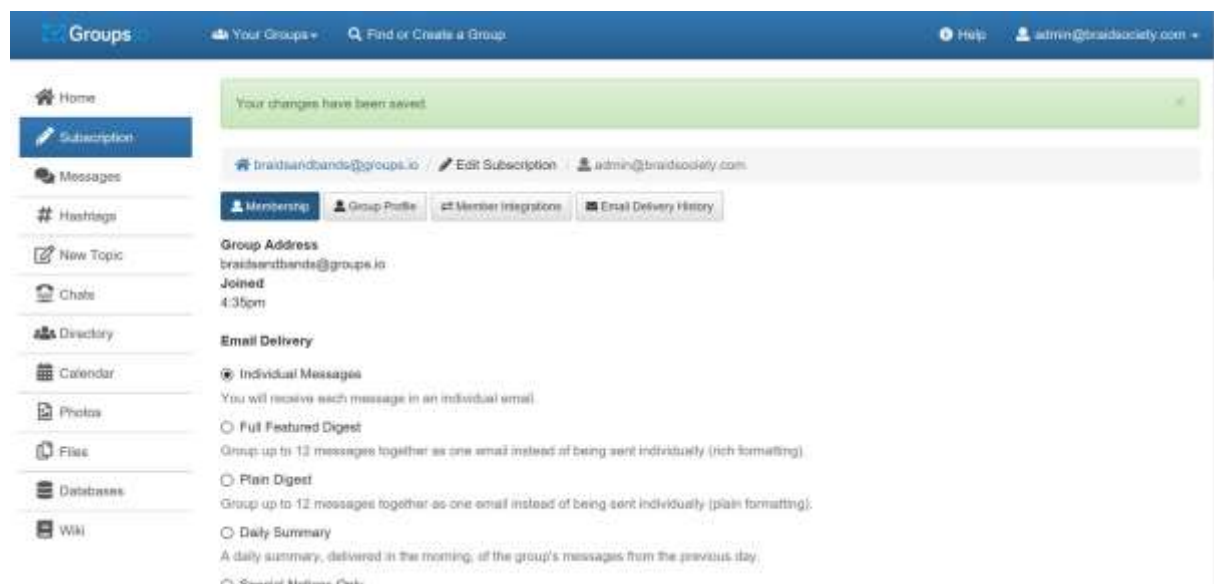 Groups.io
Your Groups
Find or Create a Group
Help
admin@braidsociety.com
Home
Subscription
Messages
Hashtags
New Topic
Chats
Directory
Calendar
Photos
Files
Databases
Wiki
Your changes have been saved.
×
braidsandbands@groups.io / Edit Subscription / admin@braidsociety.com
Membership
Group Profile
Member Integrations
Email Delivery History
Group Address
braidsandbands@groups.io
Joined
4:35pm
Email Delivery
Individual Messages
You will receive each message in an individual email.
Full Featured Digest
Group up to 12 messages together as one email instead of being sent individually (rich formatting).
Plain Digest
Group up to 12 messages together as one email instead of being sent individually (plain formatting).
Daily Summary
A daily summary, delivered in the morning, of the group's messages from the previous day.
Special Notices Only